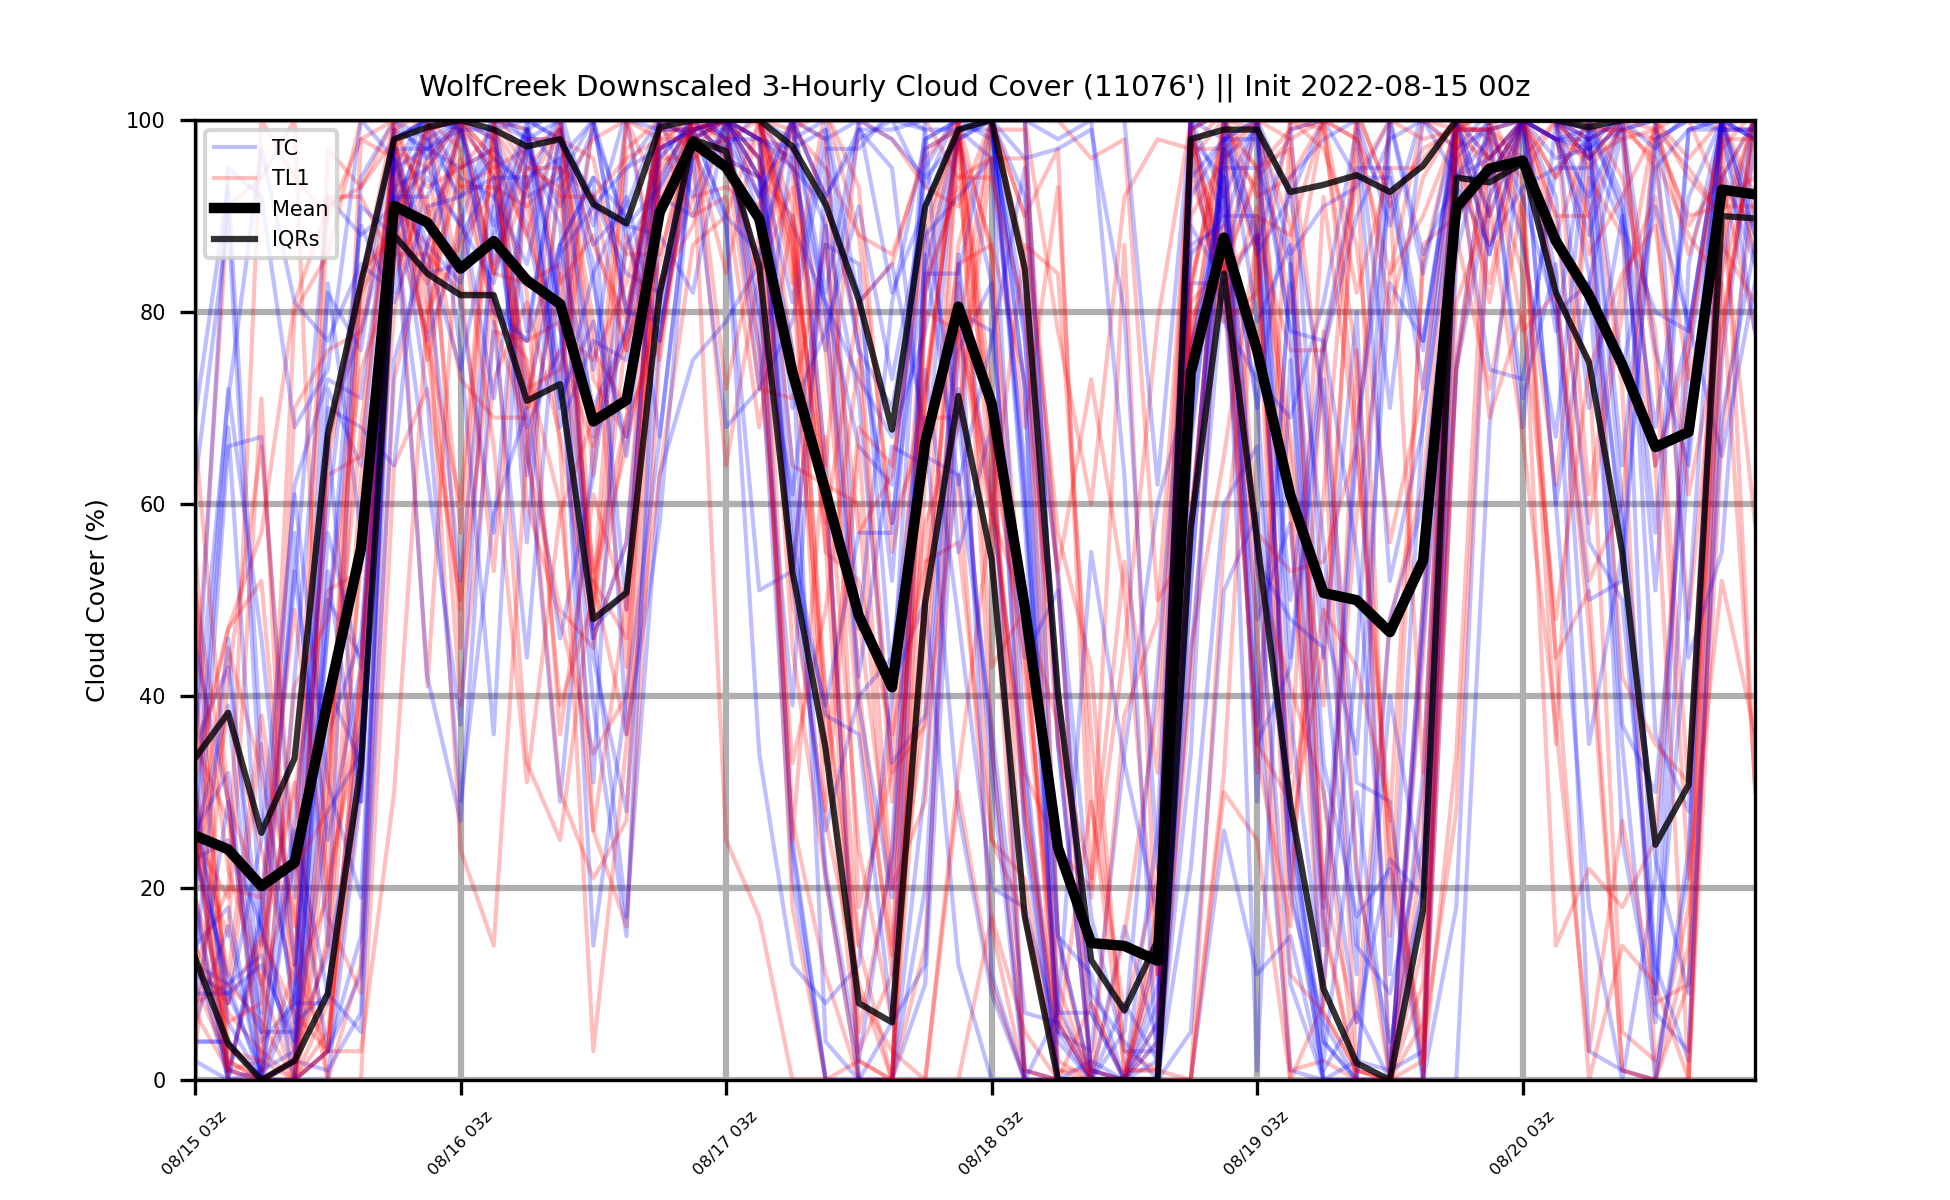 WolfCreek Downscaled 3-Hourly Cloud Cover (11076') || Init 2022-08-15 00z
TC
TL1
Mean
IQRs
Cloud Cover (%)
100
80
60
40
20
0
08/15 03z
08/16 03z
08/17 03z
08/18 03z
08/19 03z
08/20 03z